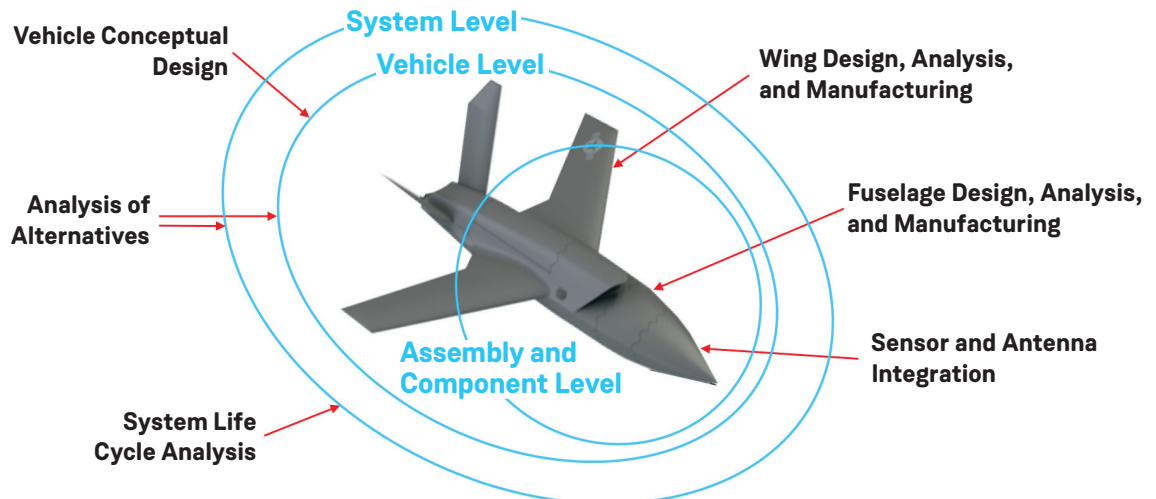 System Level
Vehicle Level
Vehicle Conceptual
Design
Wing Design, Analysis,
and Manufacturing
Analysis of
Alternatives
Fuselage Design, Analysis,
and Manufacturing
Assembly and
Component Level
Sensor and Antenna
Integration
System Life
Cycle Analysis